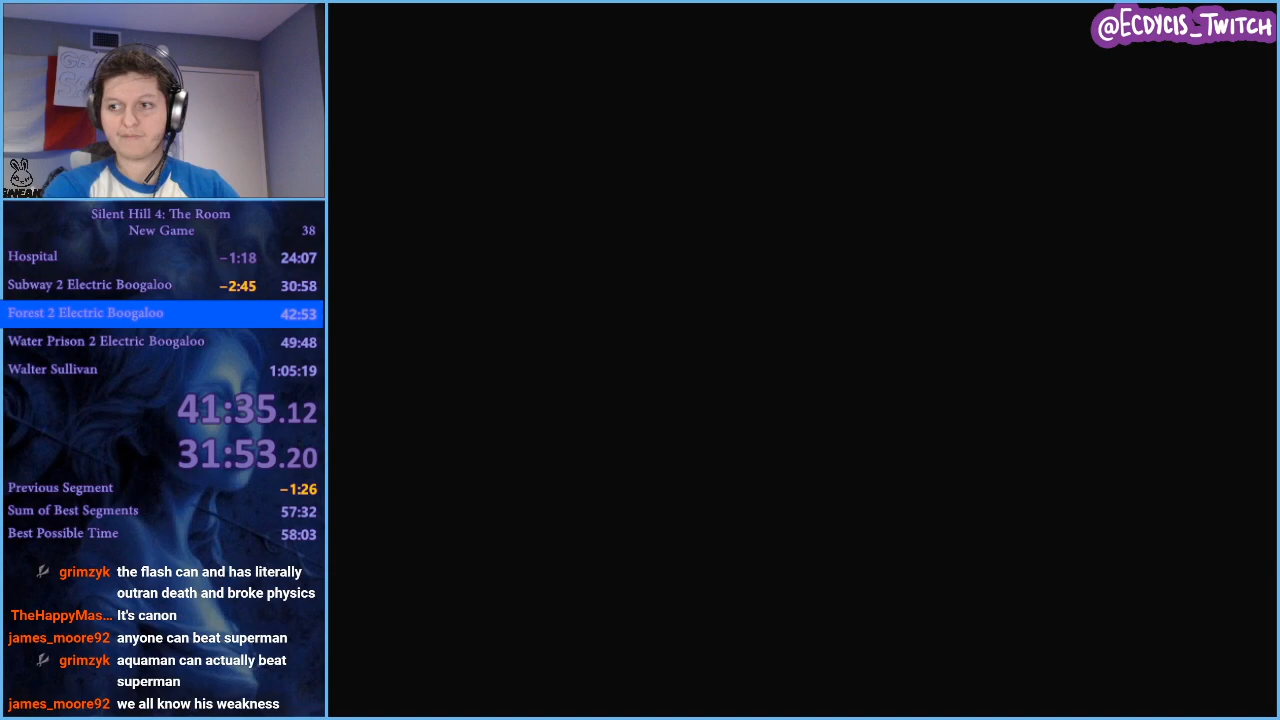 @ECDYCIS_TWITCH
Silent Hill 4: The Room
New Game 38
Hospital −1:18 24:07
Subway 2 Electric Boogaloo −2:45 30:58
Forest 2 Electric Boogaloo 42:53
Water Prison 2 Electric Boogaloo 49:48
Walter Sullivan 1:05:19
41:35.12
31:53.20
Previous Segment −1:26
Sum of Best Segments 57:32
Best Possible Time 58:03
grimzyk the flash can and has literally
outran death and broke physics
TheHappyMas... It's canon
james_moore92 anyone can beat superman
grimzyk aquaman can actually beat
superman
james_moore92 we all know his weakness